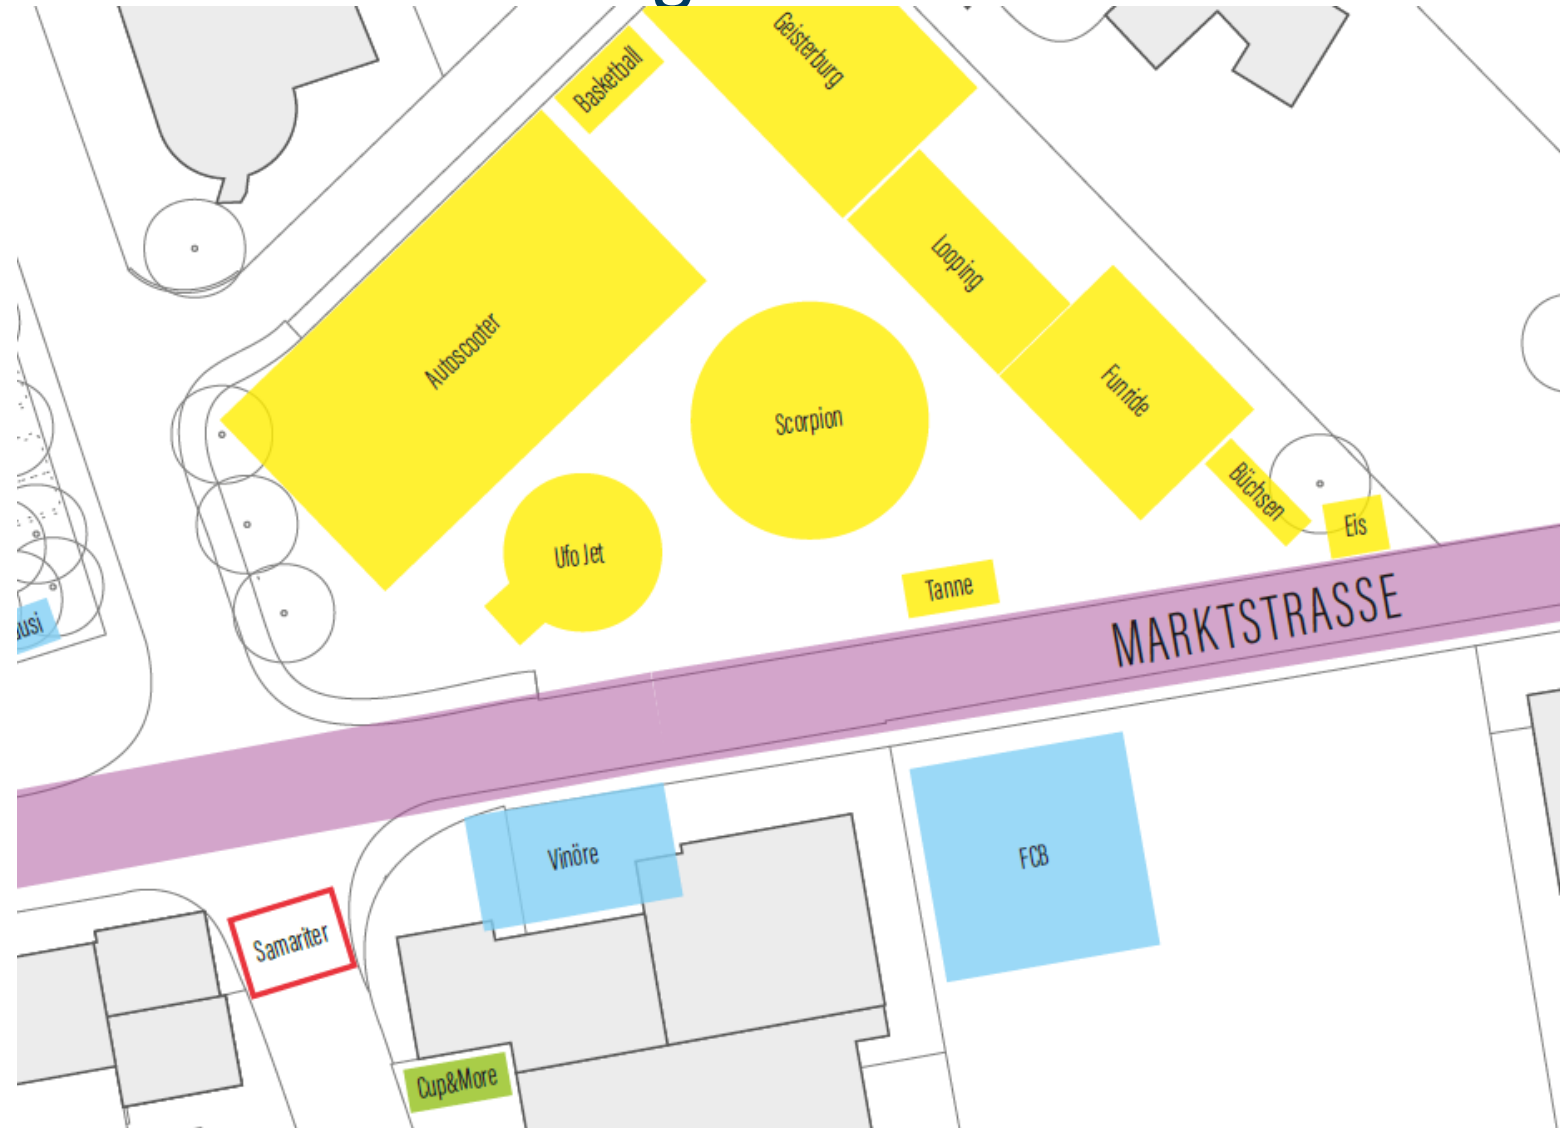 Geisterburg
Basketball
Looping
Autoscooter
Funride
Scorpion
Büchsen
Eis
Ufo Jet
Tanne
MARKTSTRASSE
Vinöre
FCB
Samariter
Cup&More